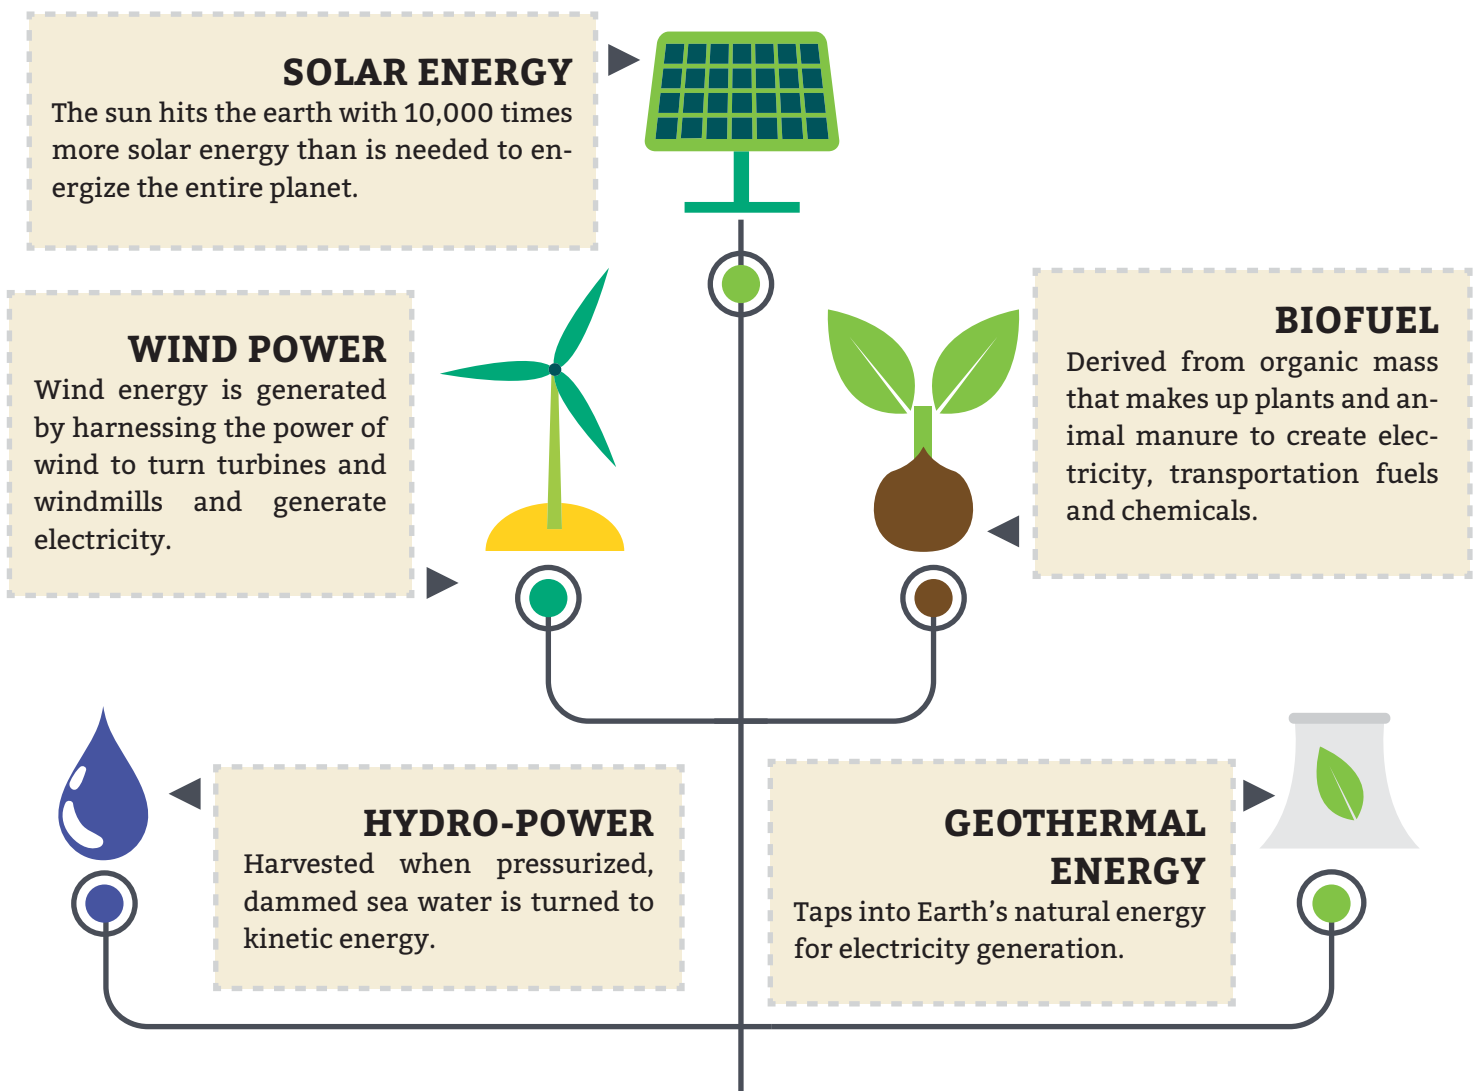 SOLAR ENERGY
The sun hits the earth with 10,000 times
more solar energy than is needed to en-
ergize the entire planet.
WIND POWER
Wind energy is generated
by harnessing the power of
wind to turn turbines and
windmills and generate
electricity.
BIOFUEL
Derived from organic mass
that makes up plants and an-
imal manure to create elec-
tricity, transportation fuels
and chemicals.
HYDRO-POWER
Harvested when pressurized,
dammed sea water is turned to
kinetic energy.
GEOTHERMAL
ENERGY
Taps into Earth’s natural energy
for electricity generation.